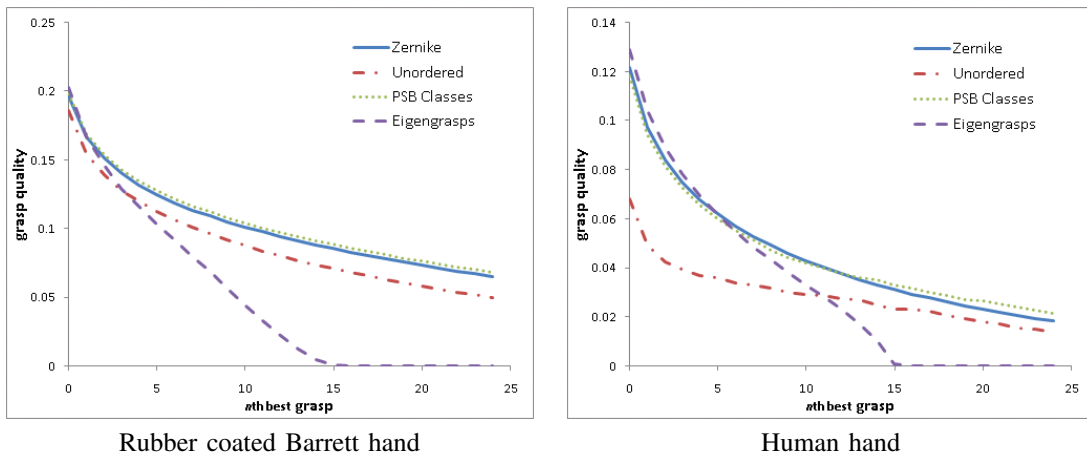 0.25
0.2
0.15
0.1
0.05
0
grasp quality
0 5 10 15 20 25
nth best grasp
Zernike
Unordered
PSB Classes
Eigengrasps
Rubber coated Barrett hand
0.14
0.12
0.1
0.08
0.06
0.04
0.02
0
grasp quality
0 5 10 15 20 25
nth best grasp
Zernike
Unordered
PSB Classes
Eigengrasps
Human hand